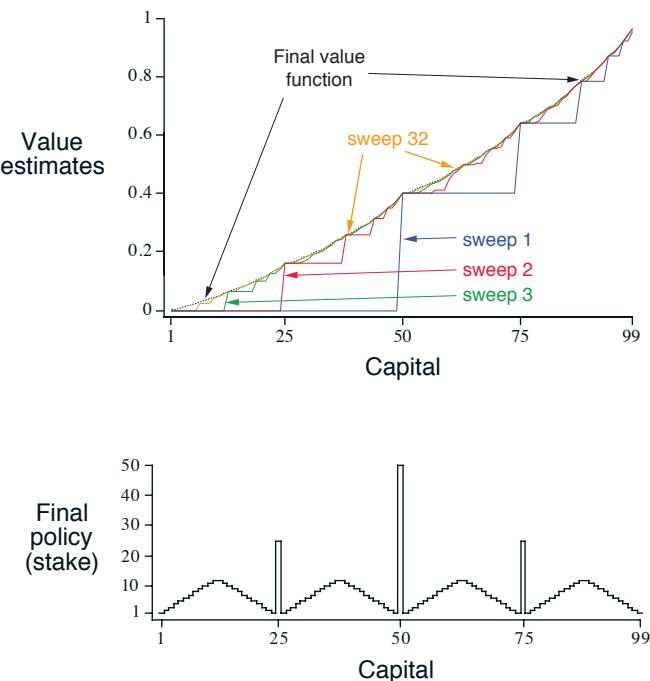 1
0.8
0.6
0.4
0.2
0
Value
estimates
Final value
function
sweep 32
sweep 1
sweep 2
sweep 3
1
25
50
75
99
Capital
50
40
30
20
10
1
Final
policy
(stake)
1
25
50
75
99
Capital